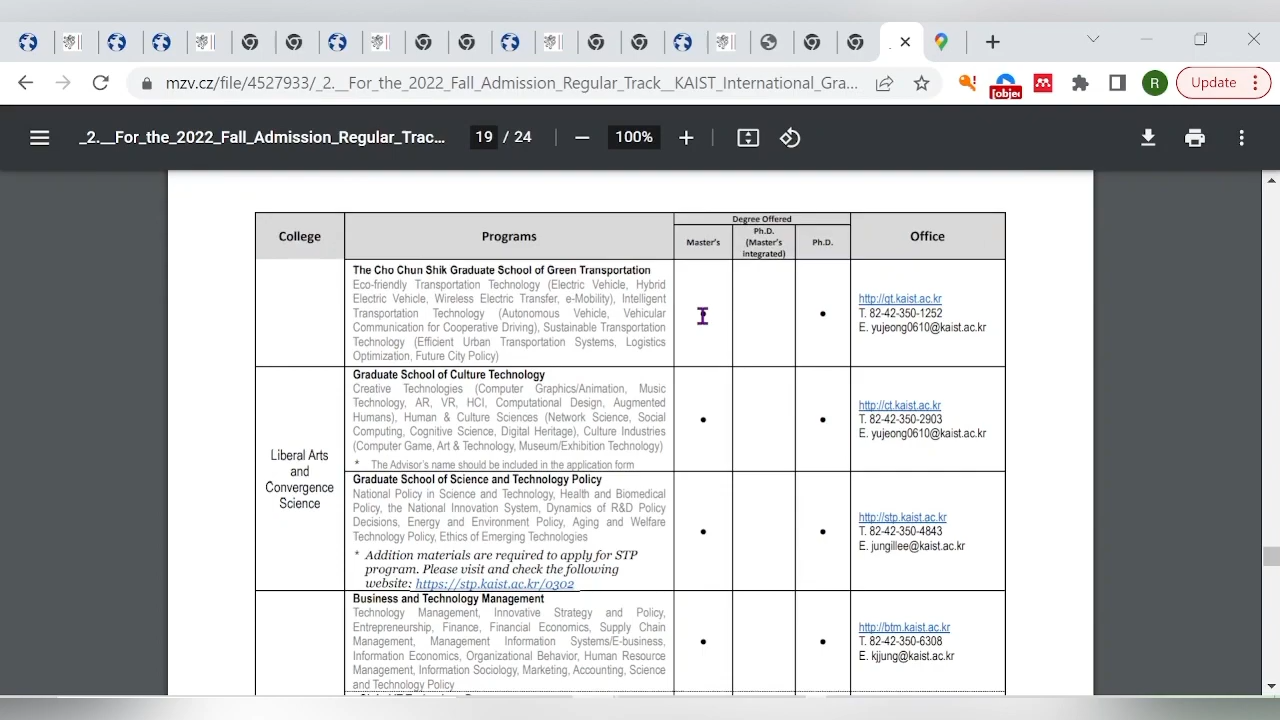 mzv.cz/file/4527933/_2.__For_the_2022_Fall_Admission_Regular_Track__KAIST_International_Gra...
[objec
R
Update
_2.__For_the_2022_Fall_Admission_Regular_Trac...
19 / 24
100%
College
Programs
Degree Offered
Master's
Ph.D.
(Master's
Integrated)
Ph.D.
Office
The Cho Chun Shik Graduate School of Green Transportation
Eco-friendly Transportation Technology (Electric Vehicle, Hybrid
Electric Vehicle, Wireless Electric Transfer, e-Mobility), Intelligent
Transportation Technology (Autonomous Vehicle, Vehicular
Communication for Cooperative Driving), Sustainable Transportation
Technology (Efficient Urban Transportation Systems, Logistics
Optimization, Future City Policy)
•
http://gt.kaist.ac.kr
T. 82-42-350-1252
E. yujeong0610@kaist.ac.kr
Liberal Arts
and
Convergence
Science
Graduate School of Culture Technology
Creative Technologies (Computer Graphics/Animation, Music
Technology, AR, VR, HCI, Computational Design, Augmented
Humans), Human & Culture Sciences (Network Science, Social
Computing, Cognitive Science, Digital Heritage), Culture Industries
(Computer Game, Art & Technology, Museum/Exhibition Technology)
* The Advisor's name should be included in the application form
• •
http://ct.kaist.ac.kr
T. 82-42-350-2903
E. yujeong0610@kaist.ac.kr
Graduate School of Science and Technology Policy
National Policy in Science and Technology, Health and Biomedical
Policy, the National Innovation System, Dynamics of R&D Policy
Decisions, Energy and Environment Policy, Aging and Welfare
Technology Policy, Ethics of Emerging Technologies
* Addition materials are required to apply for STP
program. Please visit and check the following
website: https://stp.kaist.ac.kr/0302
• •
http://stp.kaist.ac.kr
T. 82-42-350-4843
E. jungillee@kaist.ac.kr
Business and Technology Management
Technology Management, Innovative Strategy and Policy,
Entrepreneurship, Finance, Financial Economics, Supply Chain
Management, Management Information Systems/E-business,
Information Economics, Organizational Behavior, Human Resource
Management, Information Sociology, Marketing, Accounting, Science
and Technology Policy
• •
http://btm.kaist.ac.kr
T. 82-42-350-6308
E. kjjung@kaist.ac.kr